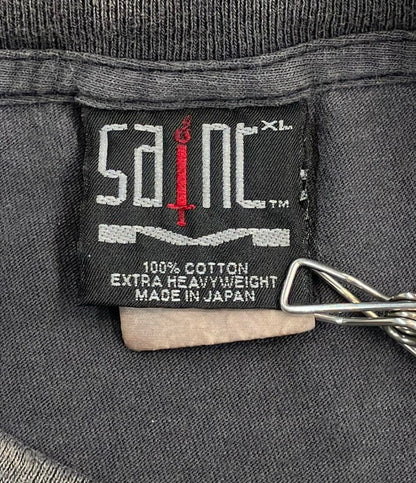 SaINt XL
TM
100% COTTON
EXTRA HEAVYWEIGHT
MADE IN JAPAN